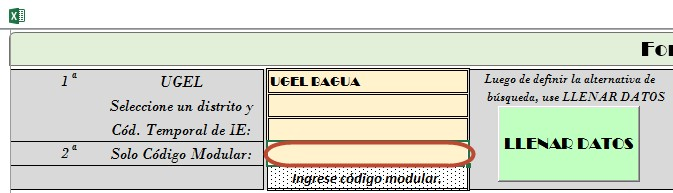 Fo
1ª UGEL UGEL BAGUA
Seleccione un distrito y
Cód. Temporal de IE:
2ª Solo Código Modular:
Ingrese código modular.
Luego de definir la alternativa de
búsqueda, use LLENAR DATOS
LLENAR DATOS